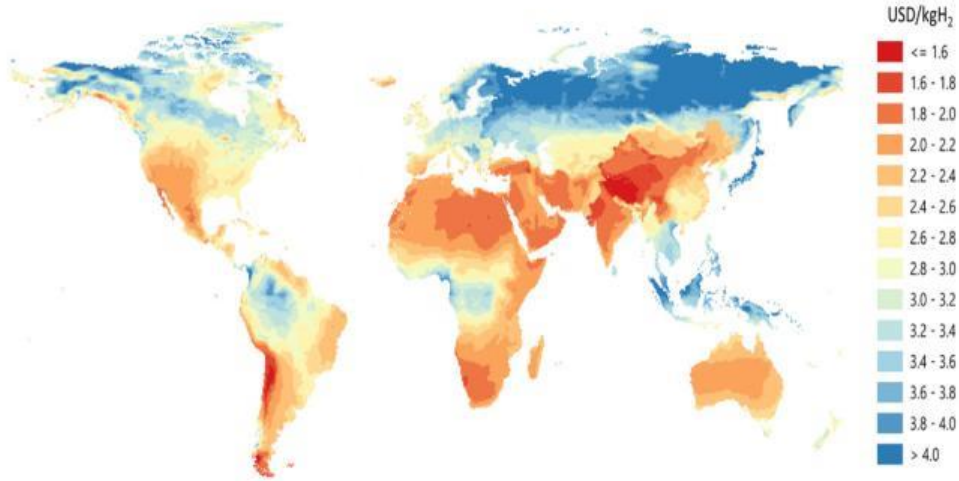 USD/kgH₂
<= 1.6
1.6 - 1.8
1.8 - 2.0
2.0 - 2.2
2.2 - 2.4
2.4 - 2.6
2.6 - 2.8
2.8 - 3.0
3.0 - 3.2
3.2 - 3.4
3.4 - 3.6
3.6 - 3.8
3.8 - 4.0
> 4.0